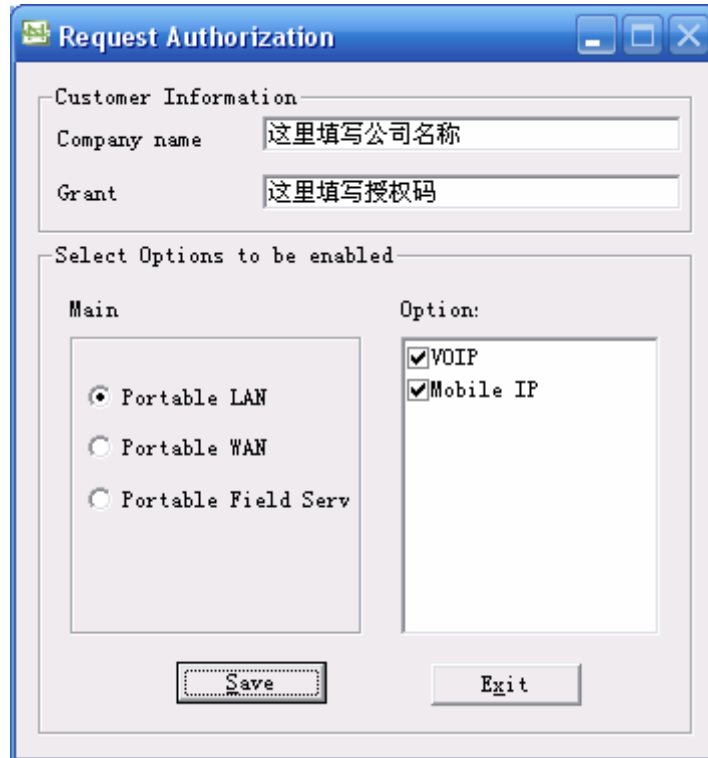 Request Authorization
Customer Information
Company name 这里填写公司名称
Grant 这里填写授权码
Select Options to be enabled
Main Option:
VOIP
Mobile IP
Portable LAN
Portable WAN
Portable Field Serv
Save Exit